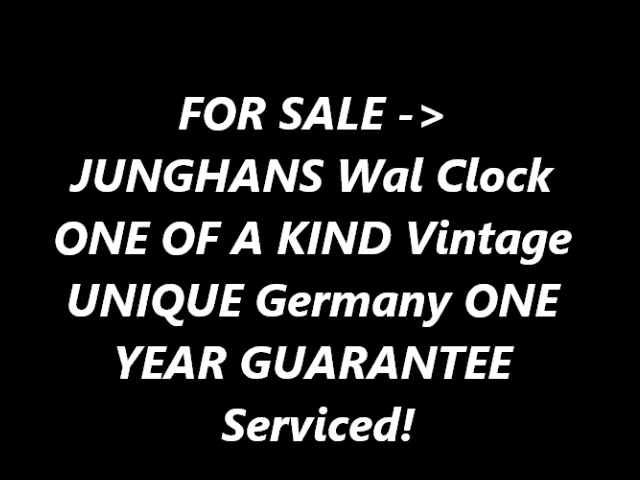 FOR SALE ->
JUNGHANS Wal Clock
ONE OF A KIND Vintage
UNIQUE Germany ONE
YEAR GUARANTEE
Serviced!